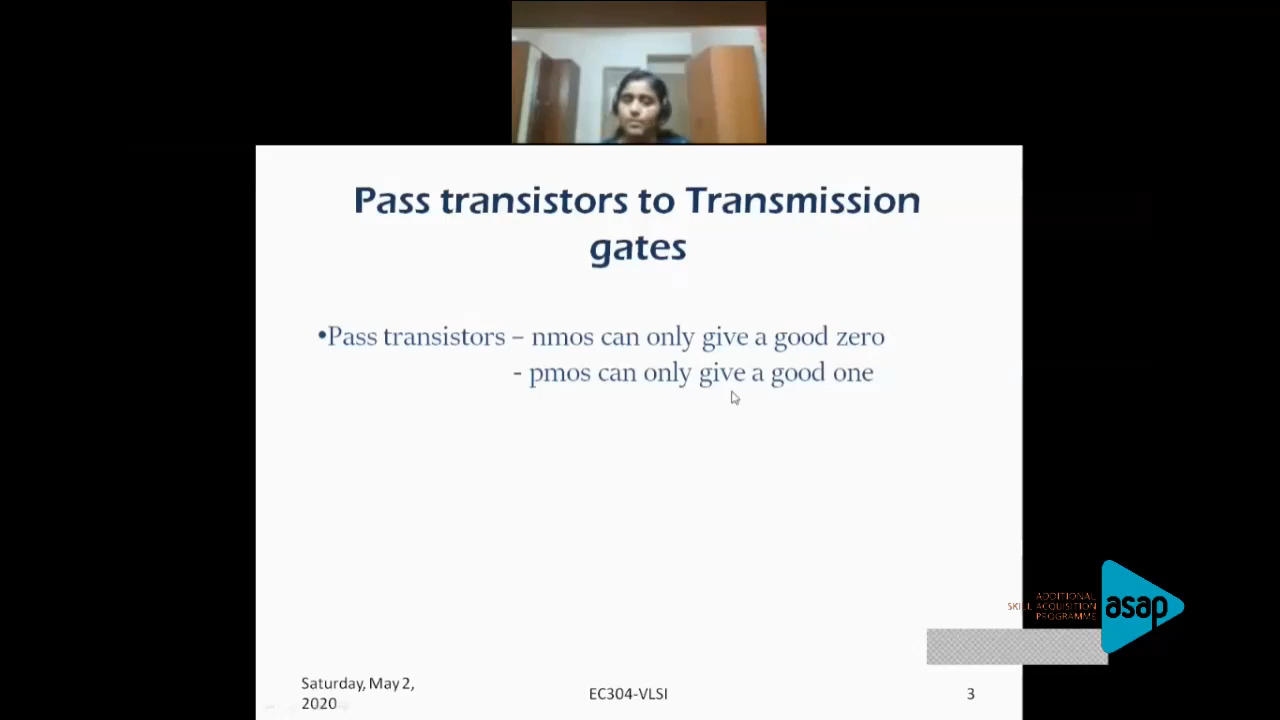 Pass transistors to Transmission
gates
•Pass transistors – nmos can only give a good zero
- pmos can only give a good one
ADDITIONAL
SKILL ACQUISITION
PROGRAMME
asap
Saturday, May 2,
2020
EC304-VLSI
3